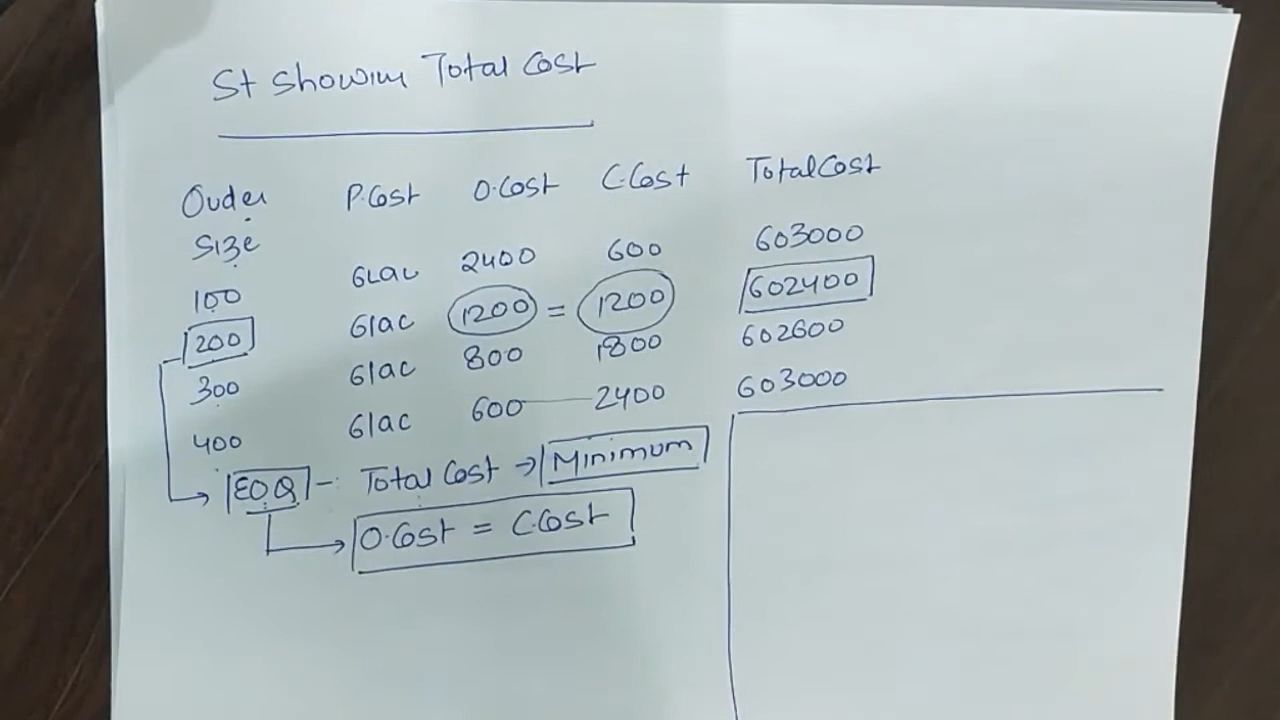 St Showing Total Cost
Order Size P.Cost O.Cost C.Cost Total Cost
100 6Lac 2400 600 603000
200 6lac 1200 = 1200 602400
300 6lac 800 1800 602600
400 6lac 600 2400 603000
EOQ - Total Cost → Minimum
O.Cost = C.Cost